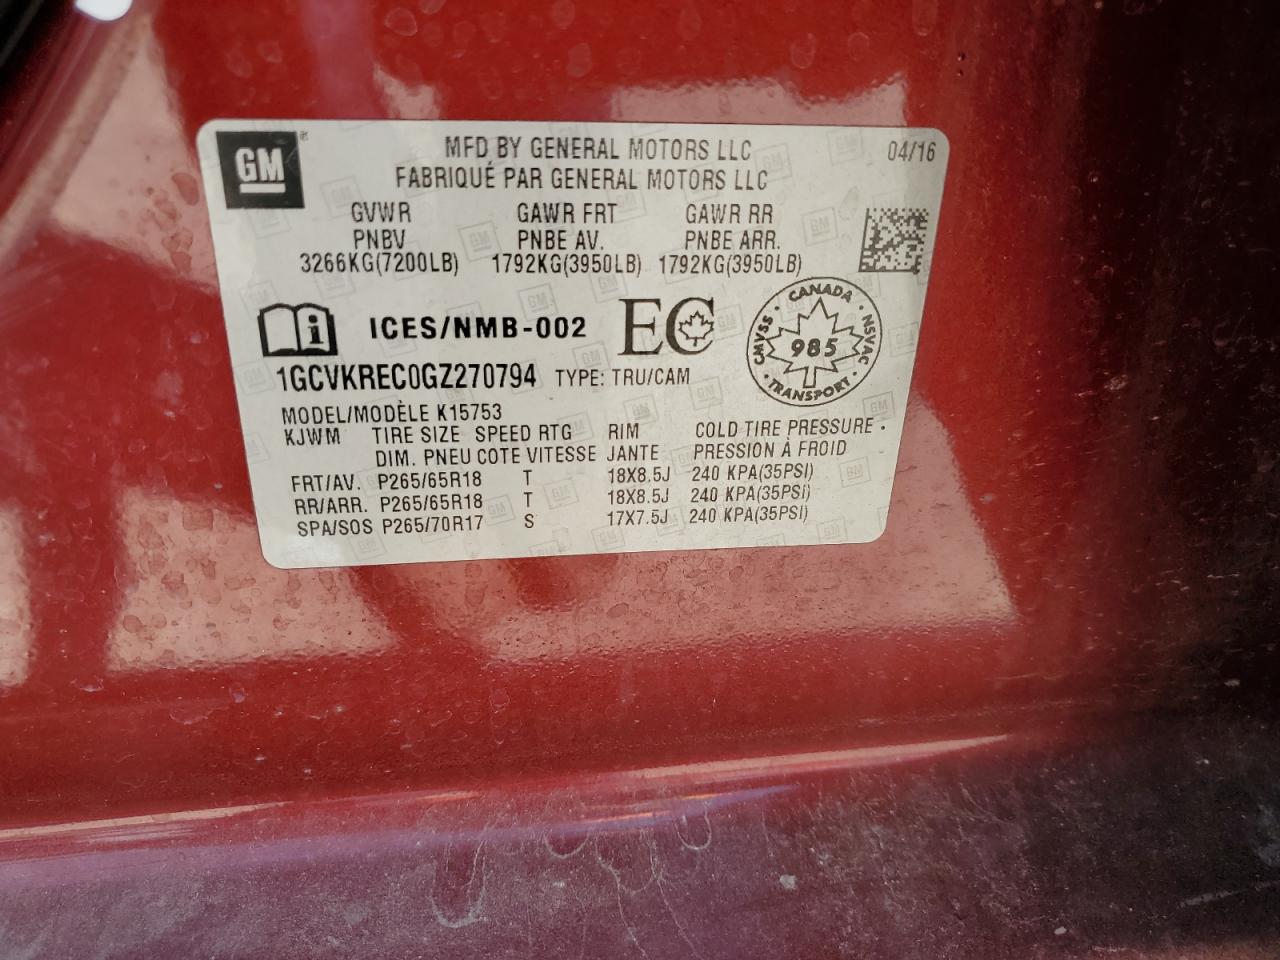 GM ®
MFD BY GENERAL MOTORS LLC 04/16
FABRIQUÉ PAR GENERAL MOTORS LLC
GVWR GAWR FRT GAWR RR
PNBV PNBE AV. PNBE ARR.
3266KG(7200LB) 1792KG(3950LB) 1792KG(3950LB)
i ICES/NMB-002 EC
CANADA
CMVSS · NSVAC
985
· TRANSPORT ·
1GCVKREC0GZ270794 TYPE: TRU/CAM
MODEL/MODÈLE K15753
KJWM TIRE SIZE SPEED RTG RIM COLD TIRE PRESSURE
DIM. PNEU COTE VITESSE JANTE PRESSION À FROID
FRT/AV. P265/65R18 T 18X8.5J 240 KPA(35PSI)
RR/ARR. P265/65R18 T 18X8.5J 240 KPA(35PSI)
SPA/SOS P265/70R17 S 17X7.5J 240 KPA(35PSI)